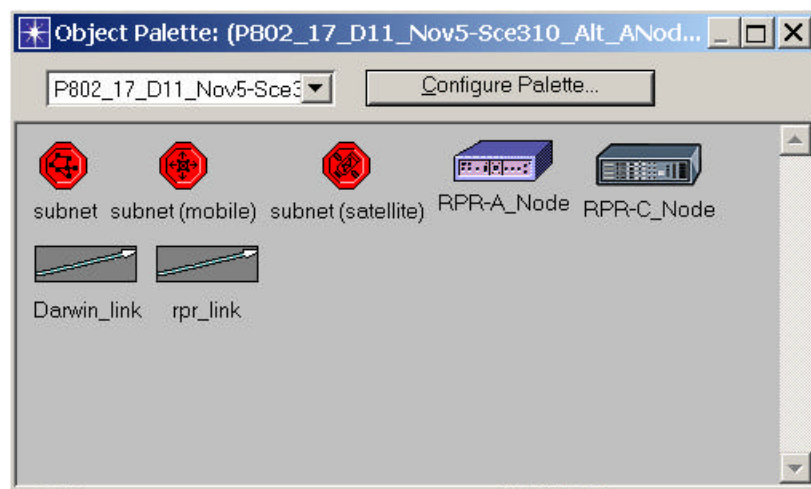 Object Palette: (P802_17_D11_Nov5-Sce310_Alt_ANod...
P802_17_D11_Nov5-Sce3
Configure Palette...
subnet subnet (mobile) subnet (satellite) RPR-A_Node RPR-C_Node
Darwin_link rpr_link